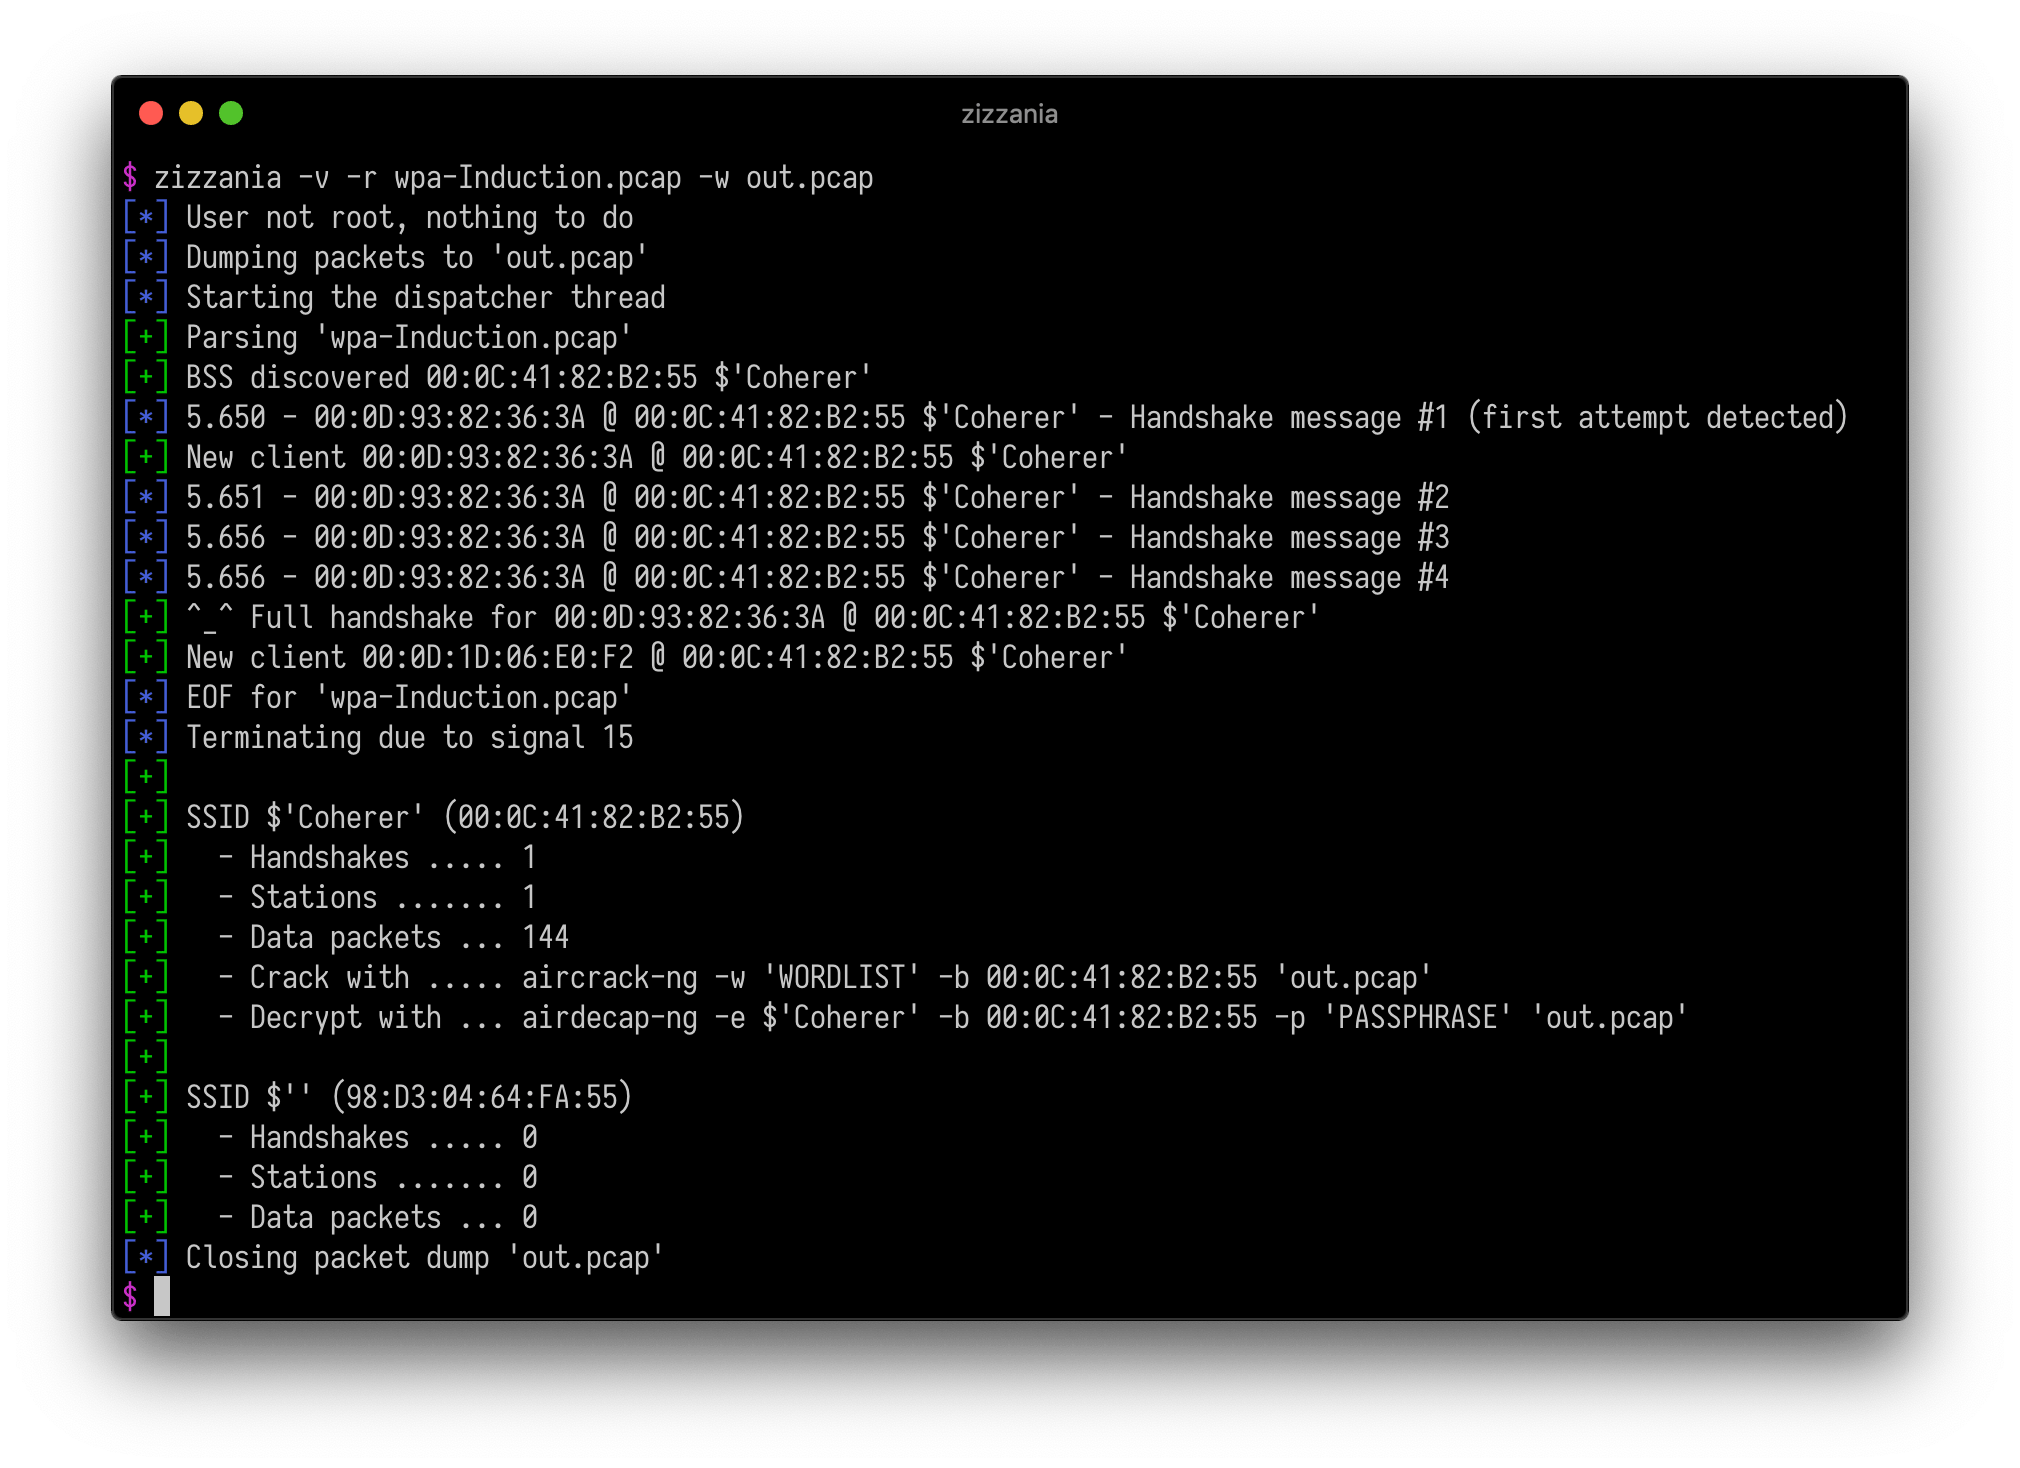 zizzania
$ zizzania -v -r wpa-Induction.pcap -w out.pcap
[*] User not root, nothing to do
[*] Dumping packets to 'out.pcap'
[*] Starting the dispatcher thread
[+] Parsing 'wpa-Induction.pcap'
[+] BSS discovered 00:0C:41:82:B2:55 $'Coherer'
[*] 5.650 - 00:0D:93:82:36:3A @ 00:0C:41:82:B2:55 $'Coherer' - Handshake message #1 (first attempt detected)
[+] New client 00:0D:93:82:36:3A @ 00:0C:41:82:B2:55 $'Coherer'
[*] 5.651 - 00:0D:93:82:36:3A @ 00:0C:41:82:B2:55 $'Coherer' - Handshake message #2
[*] 5.656 - 00:0D:93:82:36:3A @ 00:0C:41:82:B2:55 $'Coherer' - Handshake message #3
[*] 5.656 - 00:0D:93:82:36:3A @ 00:0C:41:82:B2:55 $'Coherer' - Handshake message #4
[+] ^_^ Full handshake for 00:0D:93:82:36:3A @ 00:0C:41:82:B2:55 $'Coherer'
[+] New client 00:0D:1D:06:E0:F2 @ 00:0C:41:82:B2:55 $'Coherer'
[*] EOF for 'wpa-Induction.pcap'
[*] Terminating due to signal 15
[+]
[+] SSID $'Coherer' (00:0C:41:82:B2:55)
[+]   - Handshakes ..... 1
[+]   - Stations ....... 1
[+]   - Data packets ... 144
[+]   - Crack with ..... aircrack-ng -w 'WORDLIST' -b 00:0C:41:82:B2:55 'out.pcap'
[+]   - Decrypt with ... airdecap-ng -e $'Coherer' -b 00:0C:41:82:B2:55 -p 'PASSPHRASE' 'out.pcap'
[+]
[+] SSID $'' (98:D3:04:64:FA:55)
[+]   - Handshakes ..... 0
[+]   - Stations ....... 0
[+]   - Data packets ... 0
[*] Closing packet dump 'out.pcap'
$